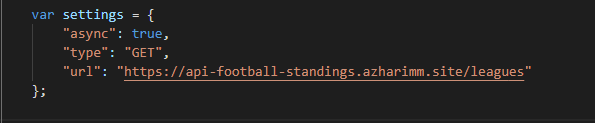 var settings = {
    "async": true,
    "type": "GET",
    "url": "https://api-football-standings.azharimm.site/leagues"
};